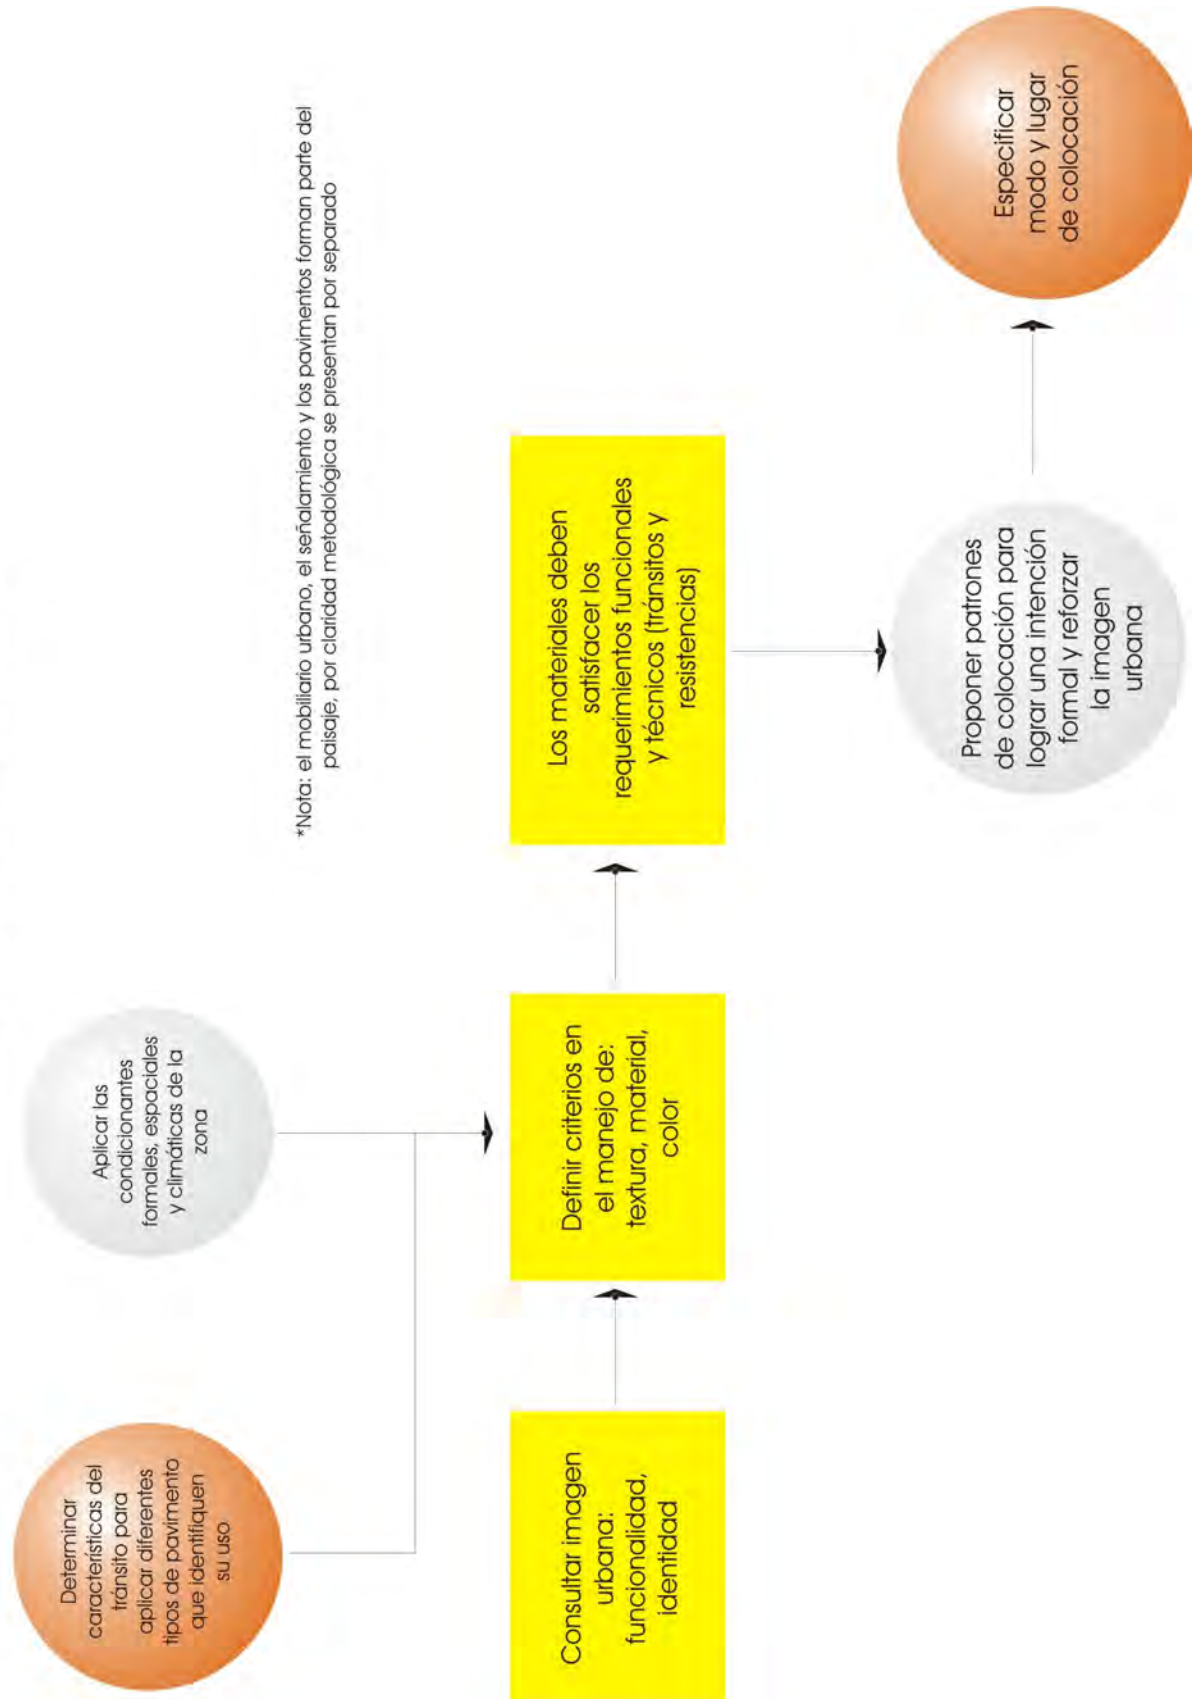 Determinar
características del
tránsito para
aplicar diferentes
tipos de pavimento
que identifiquen
su uso
Aplicar las
condicionantes
formales, espaciales
y climáticas de la
zona
*Nota: el mobiliario urbano, el señalamiento y los pavimentos forman parte del
paisaje, por claridad metodológica se presentan por separado
Consultar imagen
urbana:
funcionalidad,
identidad
Definir criterios en
el manejo de:
textura, material,
color
Los materiales deben
satisfacer los
requerimientos funcionales
y técnicos (tránsitos y
resistencias)
Proponer patrones
de colocación para
lograr una intención
formal y reforzar
la imagen
urbana
Especificar
modo y lugar
de colocación